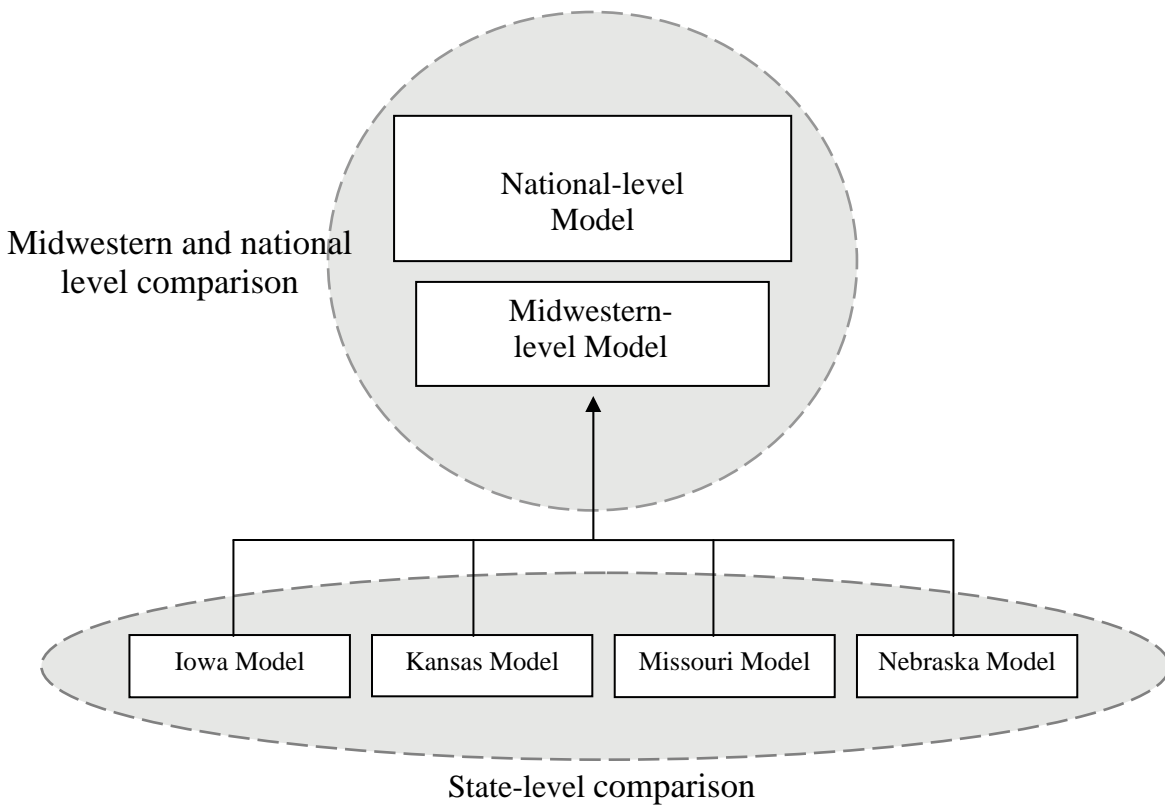 National-level
Model
Midwestern and national
level comparison
Midwestern-
level Model
Iowa Model
Kansas Model
Missouri Model
Nebraska Model
State-level comparison